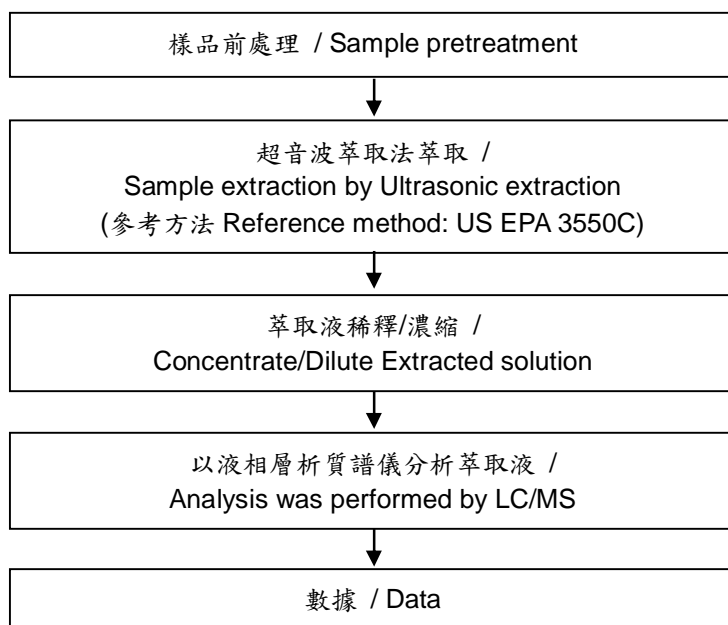 樣品前處理 / Sample pretreatment
超音波萃取法萃取 /
Sample extraction by Ultrasonic extraction
(參考方法 Reference method: US EPA 3550C)
萃取液稀釋/濃縮 /
Concentrate/Dilute Extracted solution
以液相層析質譜儀分析萃取液 /
Analysis was performed by LC/MS
數據 / Data